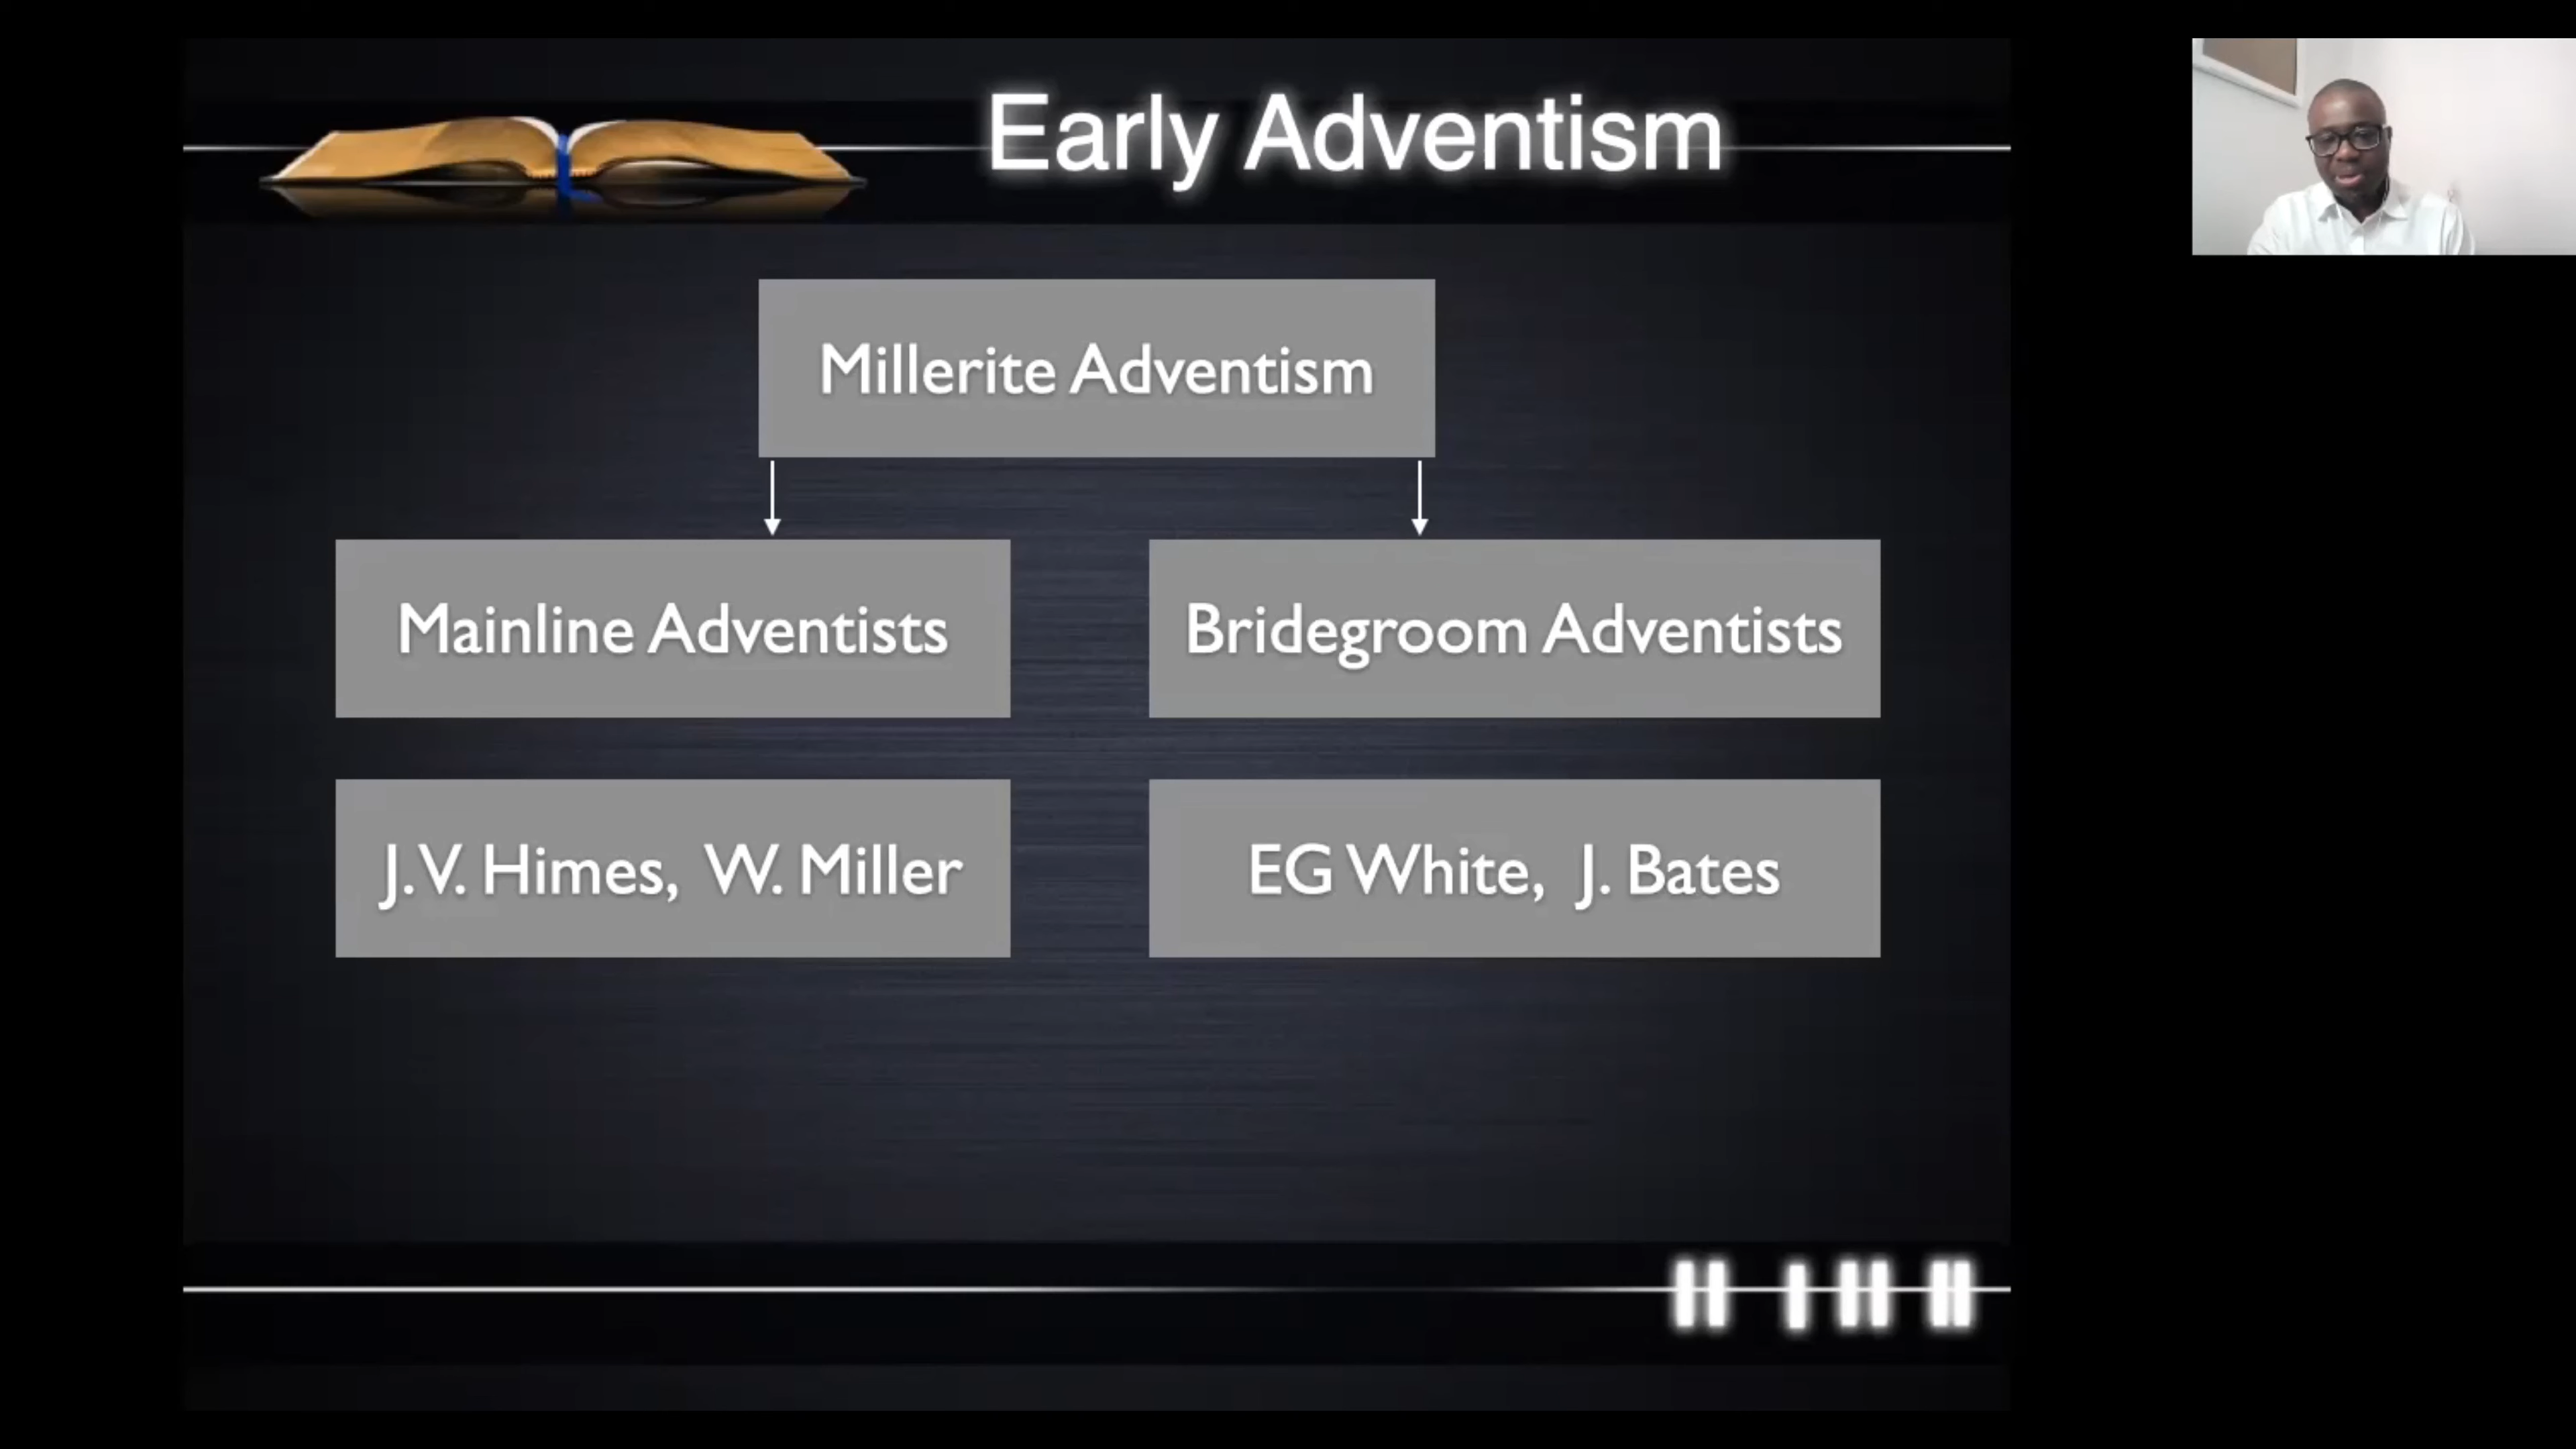 Early Adventism
Millerite Adventism
Mainline Adventists
Bridegroom Adventists
J.V. Himes, W. Miller
EG White, J. Bates